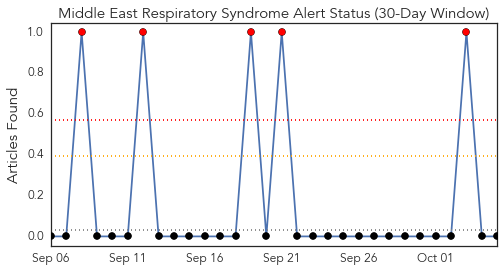 Middle East Respiratory Syndrome Alert Status (30-Day Window)
Articles Found
1.0
0.8
0.6
0.4
0.2
0.0
Sep 06 Sep 11 Sep 16 Sep 21 Sep 26 Oct 01